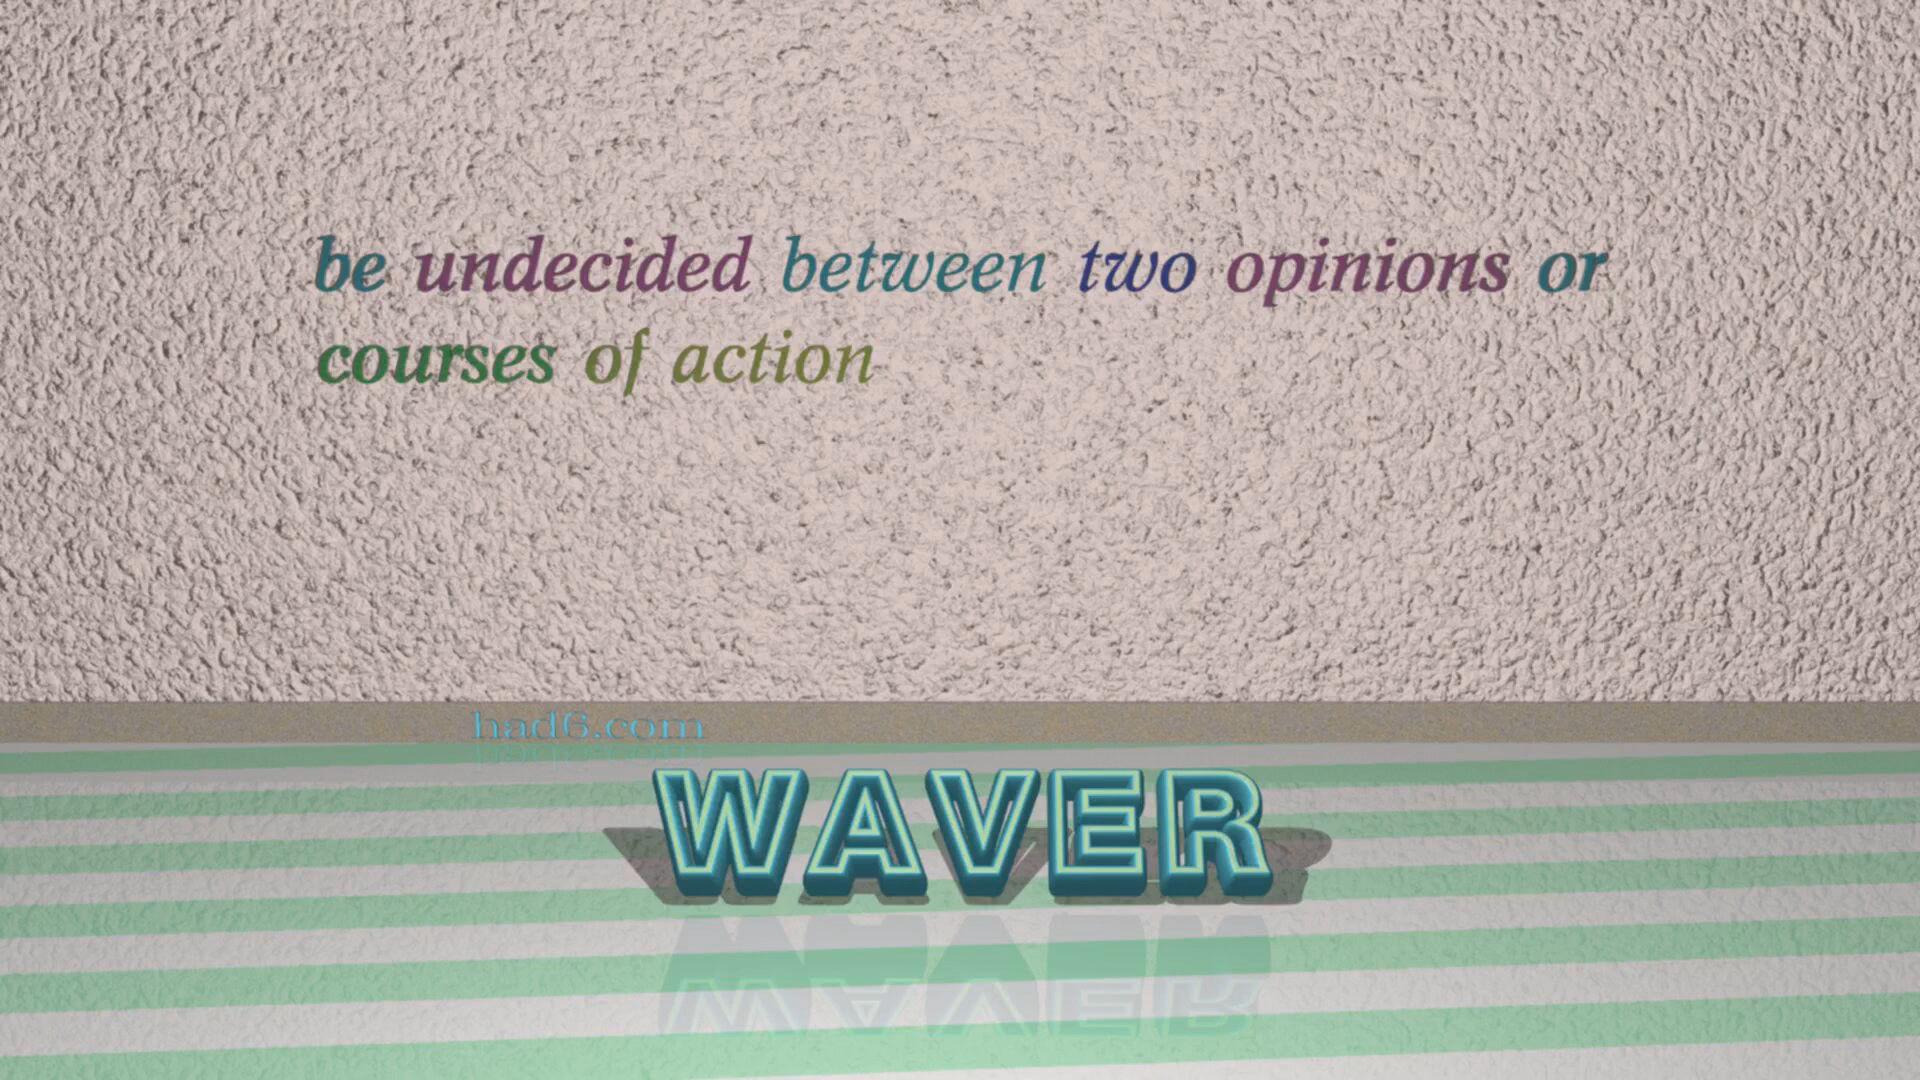 be undecided between two opinions or
courses of action
had6.com
WAVER